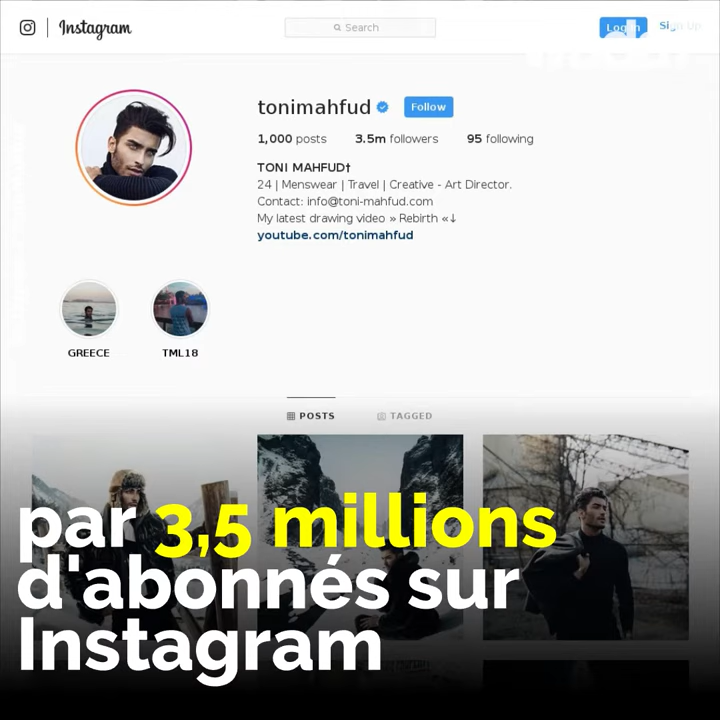 Instagram
Search
Log In
Sign Up
tonimahfud
Follow
1,000 posts 3.5m followers 95 following
TONI MAHFUD†
24 | Menswear | Travel | Creative - Art Director.
Contact: info@toni-mahfud.com
My latest drawing video » Rebirth «↓
youtube.com/tonimahfud
GREECE TML18
POSTS TAGGED
par 3,5 millions
d'abonnés sur
Instagram